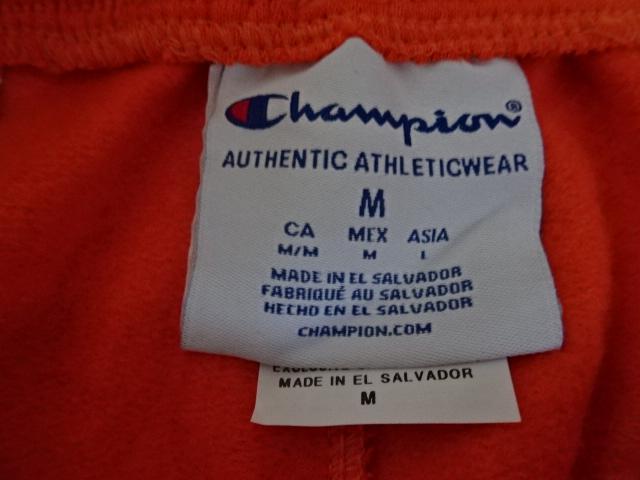 Champion®
AUTHENTIC ATHLETICWEAR
M
CA MEX ASIA
M/M M L
MADE IN EL SALVADOR
FABRIQUÉ AU SALVADOR
HECHO EN EL SALVADOR
CHAMPION.COM
MADE IN EL SALVADOR
M